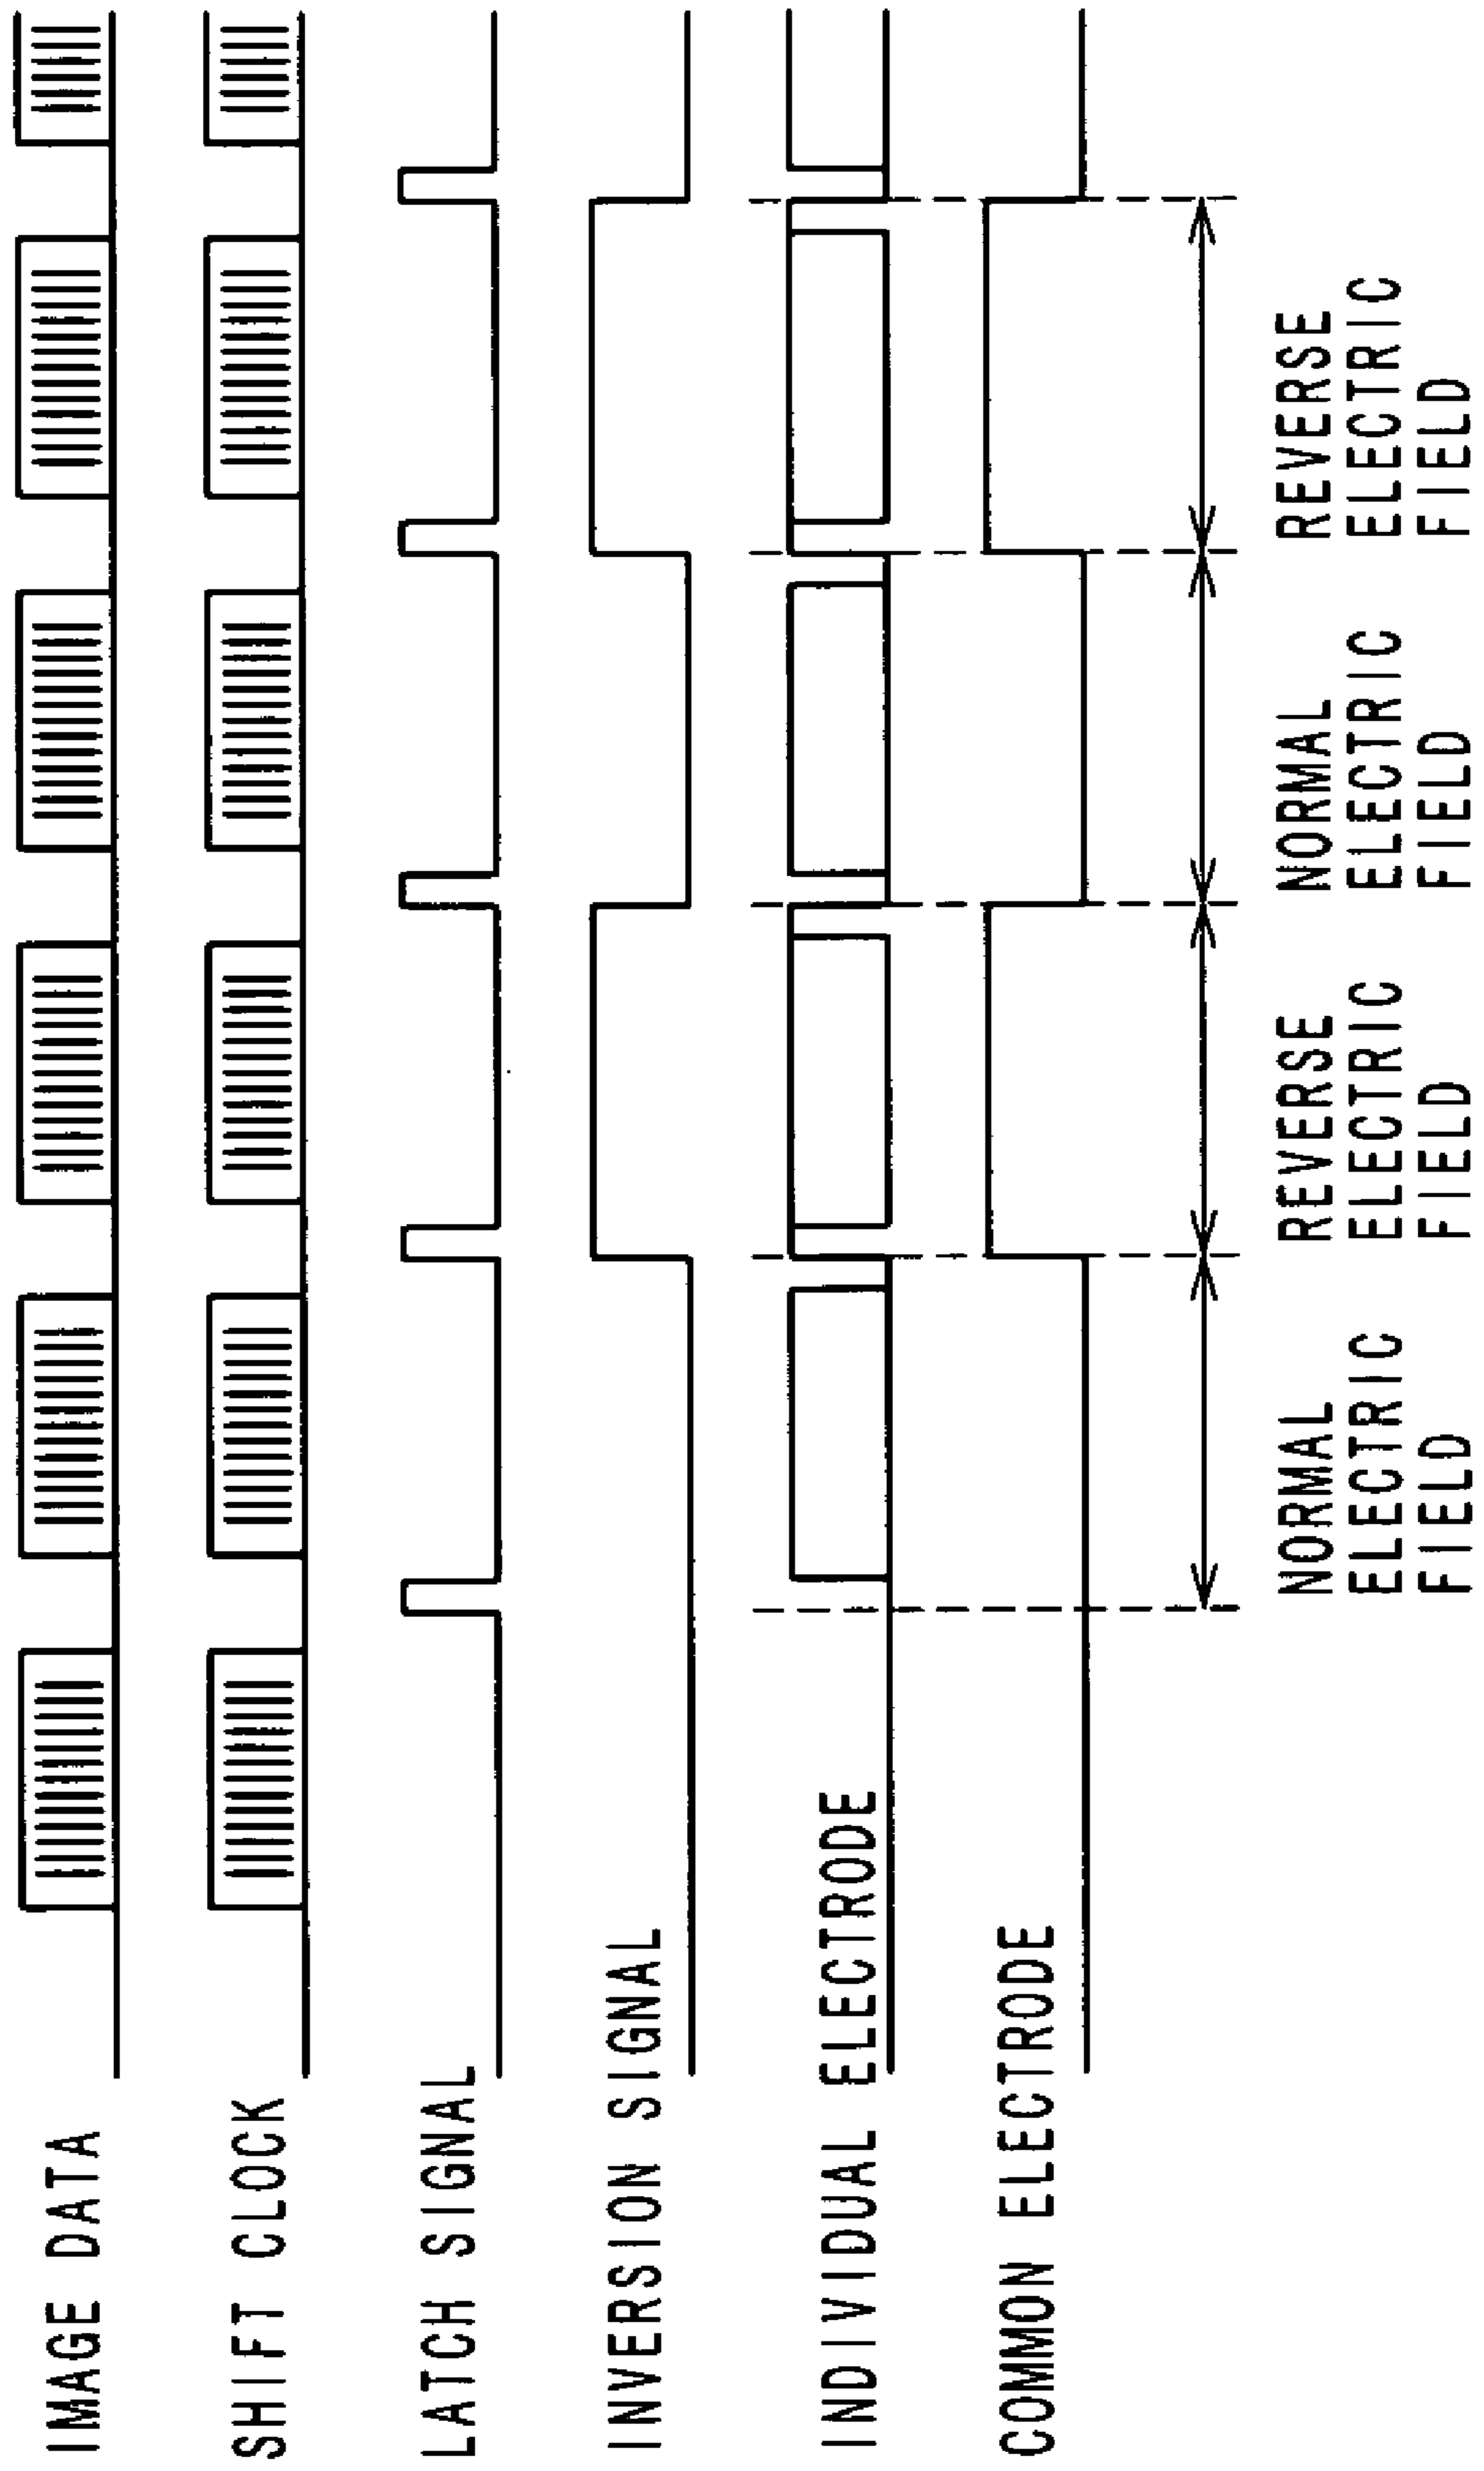 IMAGE DATA
SHIFT CLOCK
LATCH SIGNAL
INVERSION SIGNAL
INDIVIDUAL ELECTRODE
COMMON ELECTRODE
NORMAL
ELECTRIC
FIELD
REVERSE
ELECTRIC
FIELD
NORMAL
ELECTRIC
FIELD
REVERSE
ELECTRIC
FIELD